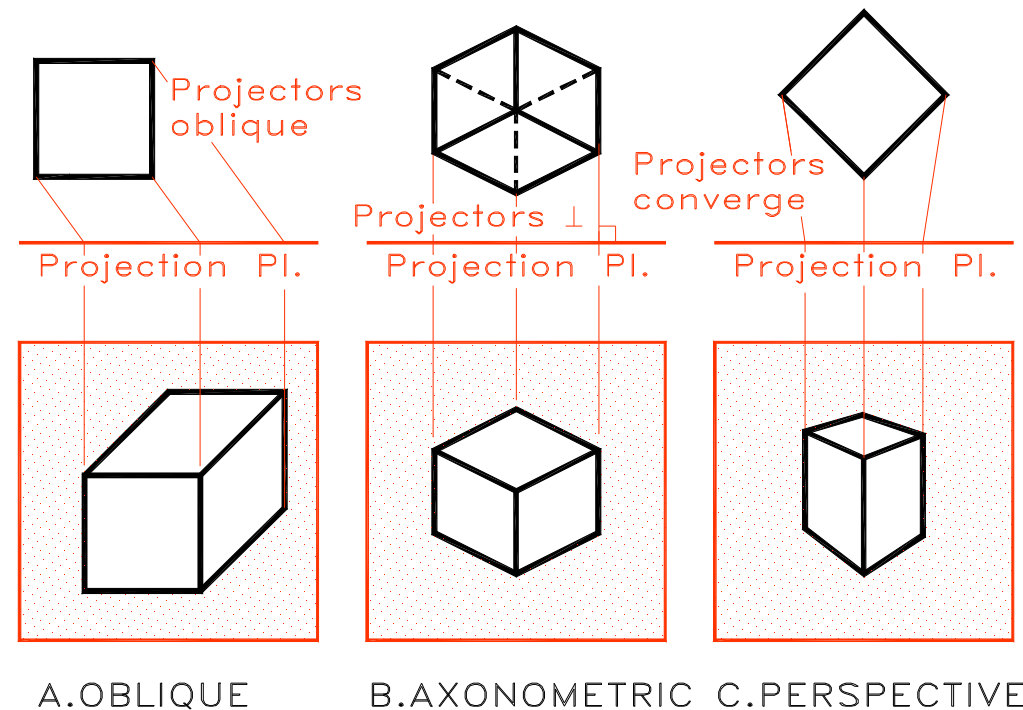 Projectors
oblique
Projection Pl.
A.OBLIQUE
Projectors ⊥
Projection Pl.
B.AXONOMETRIC
Projectors
converge
Projection Pl.
C.PERSPECTIVE